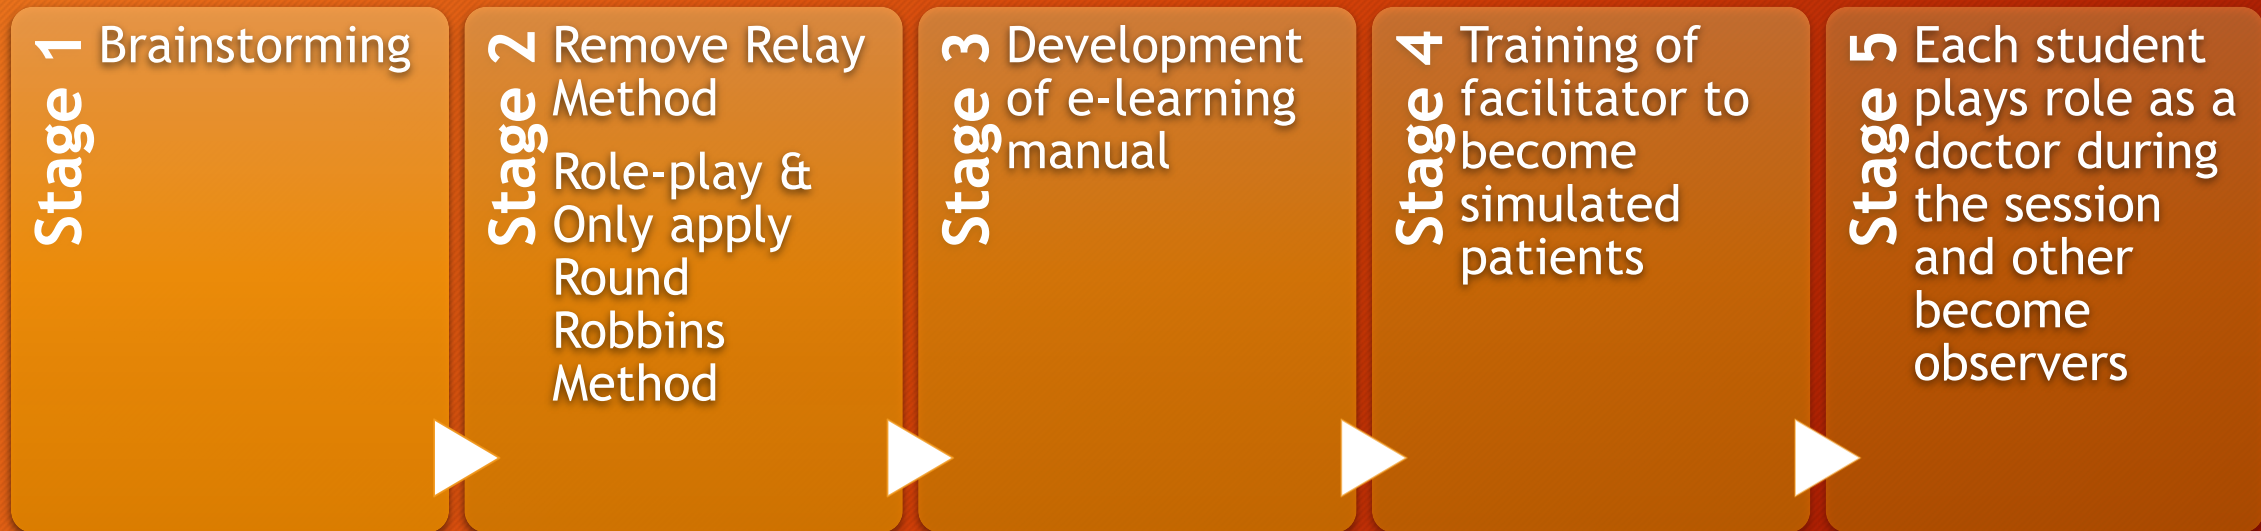 Stage 1
Brainstorming
Stage 2
Remove Relay
Method
Role-play &
Only apply
Round
Robbins
Method
Stage 3
Development
of e-learning
manual
Stage 4
Training of
facilitator to
become
simulated
patients
Stage 5
Each student
plays role as a
doctor during
the session
and other
become
observers